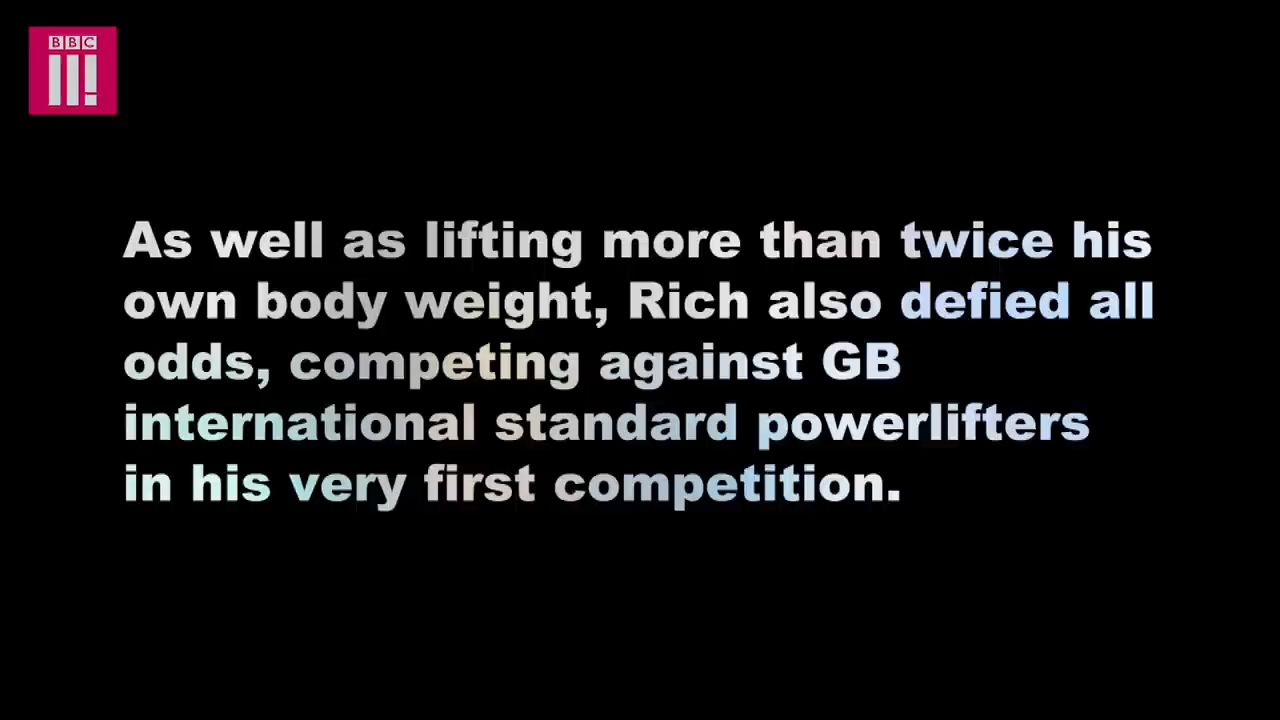 BBC
As well as lifting more than twice his
own body weight, Rich also defied all
odds, competing against GB
international standard powerlifters
in his very first competition.